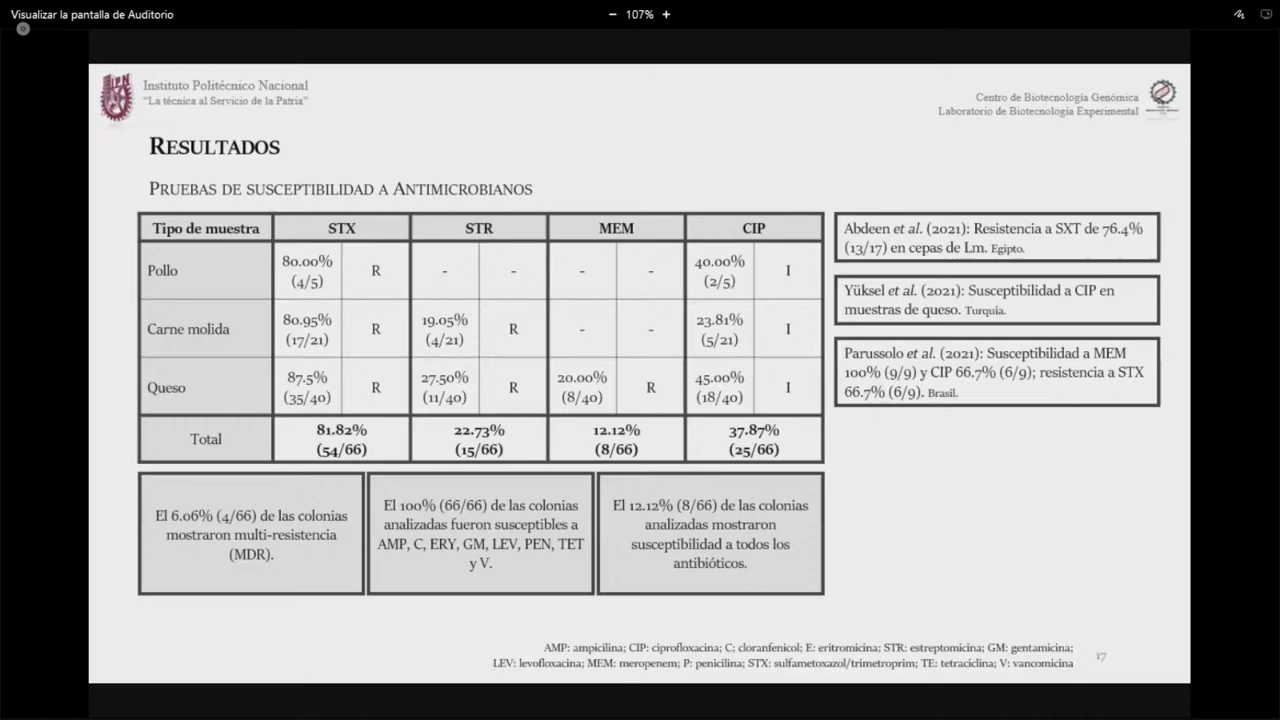 Visualizar la pantalla de Auditorio
− 107% +
Instituto Politécnico Nacional
"La técnica al Servicio de la Patria"
Centro de Biotecnología Genómica
Laboratorio de Biotecnología Experimental
RESULTADOS
PRUEBAS DE SUSCEPTIBILIDAD A ANTIMICROBIANOS
Tipo de muestra STX STR MEM CIP
Pollo 80.00% (4/5) R - - - - 40.00% (2/5) I
Carne molida 80.95% (17/21) R 19.05% (4/21) R - - 23.81% (5/21) I
Queso 87.5% (35/40) R 27.50% (11/40) R 20.00% (8/40) R 45.00% (18/40) I
Total 81.82% (54/66) 22.73% (15/66) 12.12% (8/66) 37.87% (25/66)
Abdeen et al. (2021): Resistencia a SXT de 76.4%
(13/17) en cepas de Lm. Egipto.
Yüksel et al. (2021): Susceptibilidad a CIP en
muestras de queso. Turquía.
Parussolo et al. (2021): Susceptibilidad a MEM
100% (9/9) y CIP 66.7% (6/9); resistencia a STX
66.7% (6/9). Brasil.
El 6.06% (4/66) de las colonias
mostraron multi-resistencia
(MDR).
El 100% (66/66) de las colonias
analizadas fueron susceptibles a
AMP, C, ERY, GM, LEV, PEN, TET
y V.
El 12.12% (8/66) de las colonias
analizadas mostraron
susceptibilidad a todos los
antibióticos.
AMP: ampicilina; CIP: ciprofloxacina; C; cloranfenicol; E: eritromicina; STR: estreptomicina; GM: gentamicina;
LEV: levofloxacina; MEM: meropenem; P: penicilina; STX: sulfametoxazol/trimetroprim; TE: tetraciclina; V: vancomicina
17